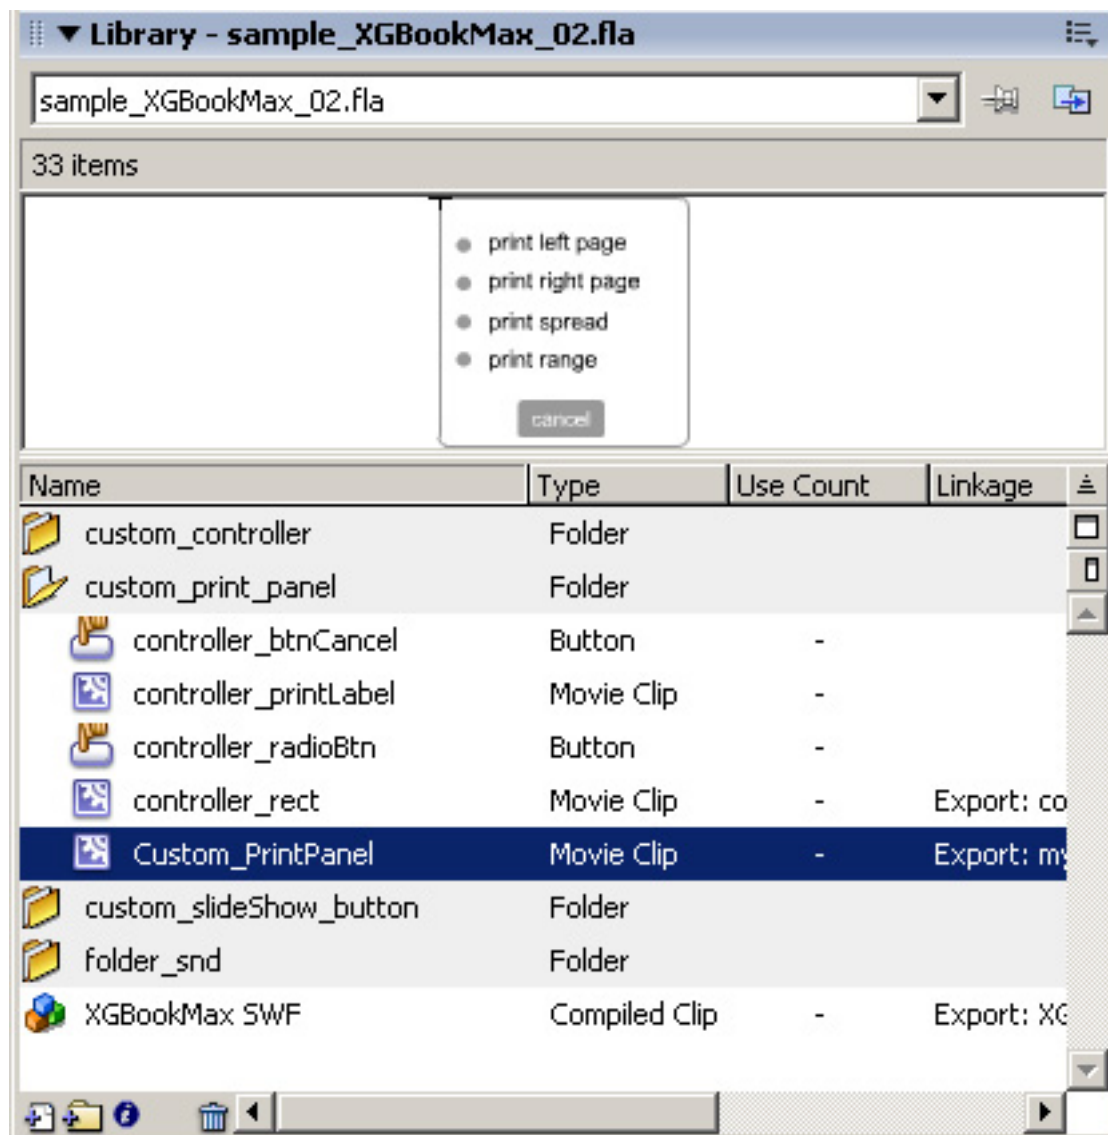 Library - sample_XGBookMax_02.fla
sample_XGBookMax_02.fla
33 items
print left page
print right page
print spread
print range
cancel
Name Type Use Count Linkage
custom_controller Folder
custom_print_panel Folder
controller_btnCancel Button -
controller_printLabel Movie Clip -
controller_radioBtn Button -
controller_rect Movie Clip - Export: co
Custom_PrintPanel Movie Clip - Export: my
custom_slideShow_button Folder
folder_snd Folder
XGBookMax SWF Compiled Clip - Export: XG